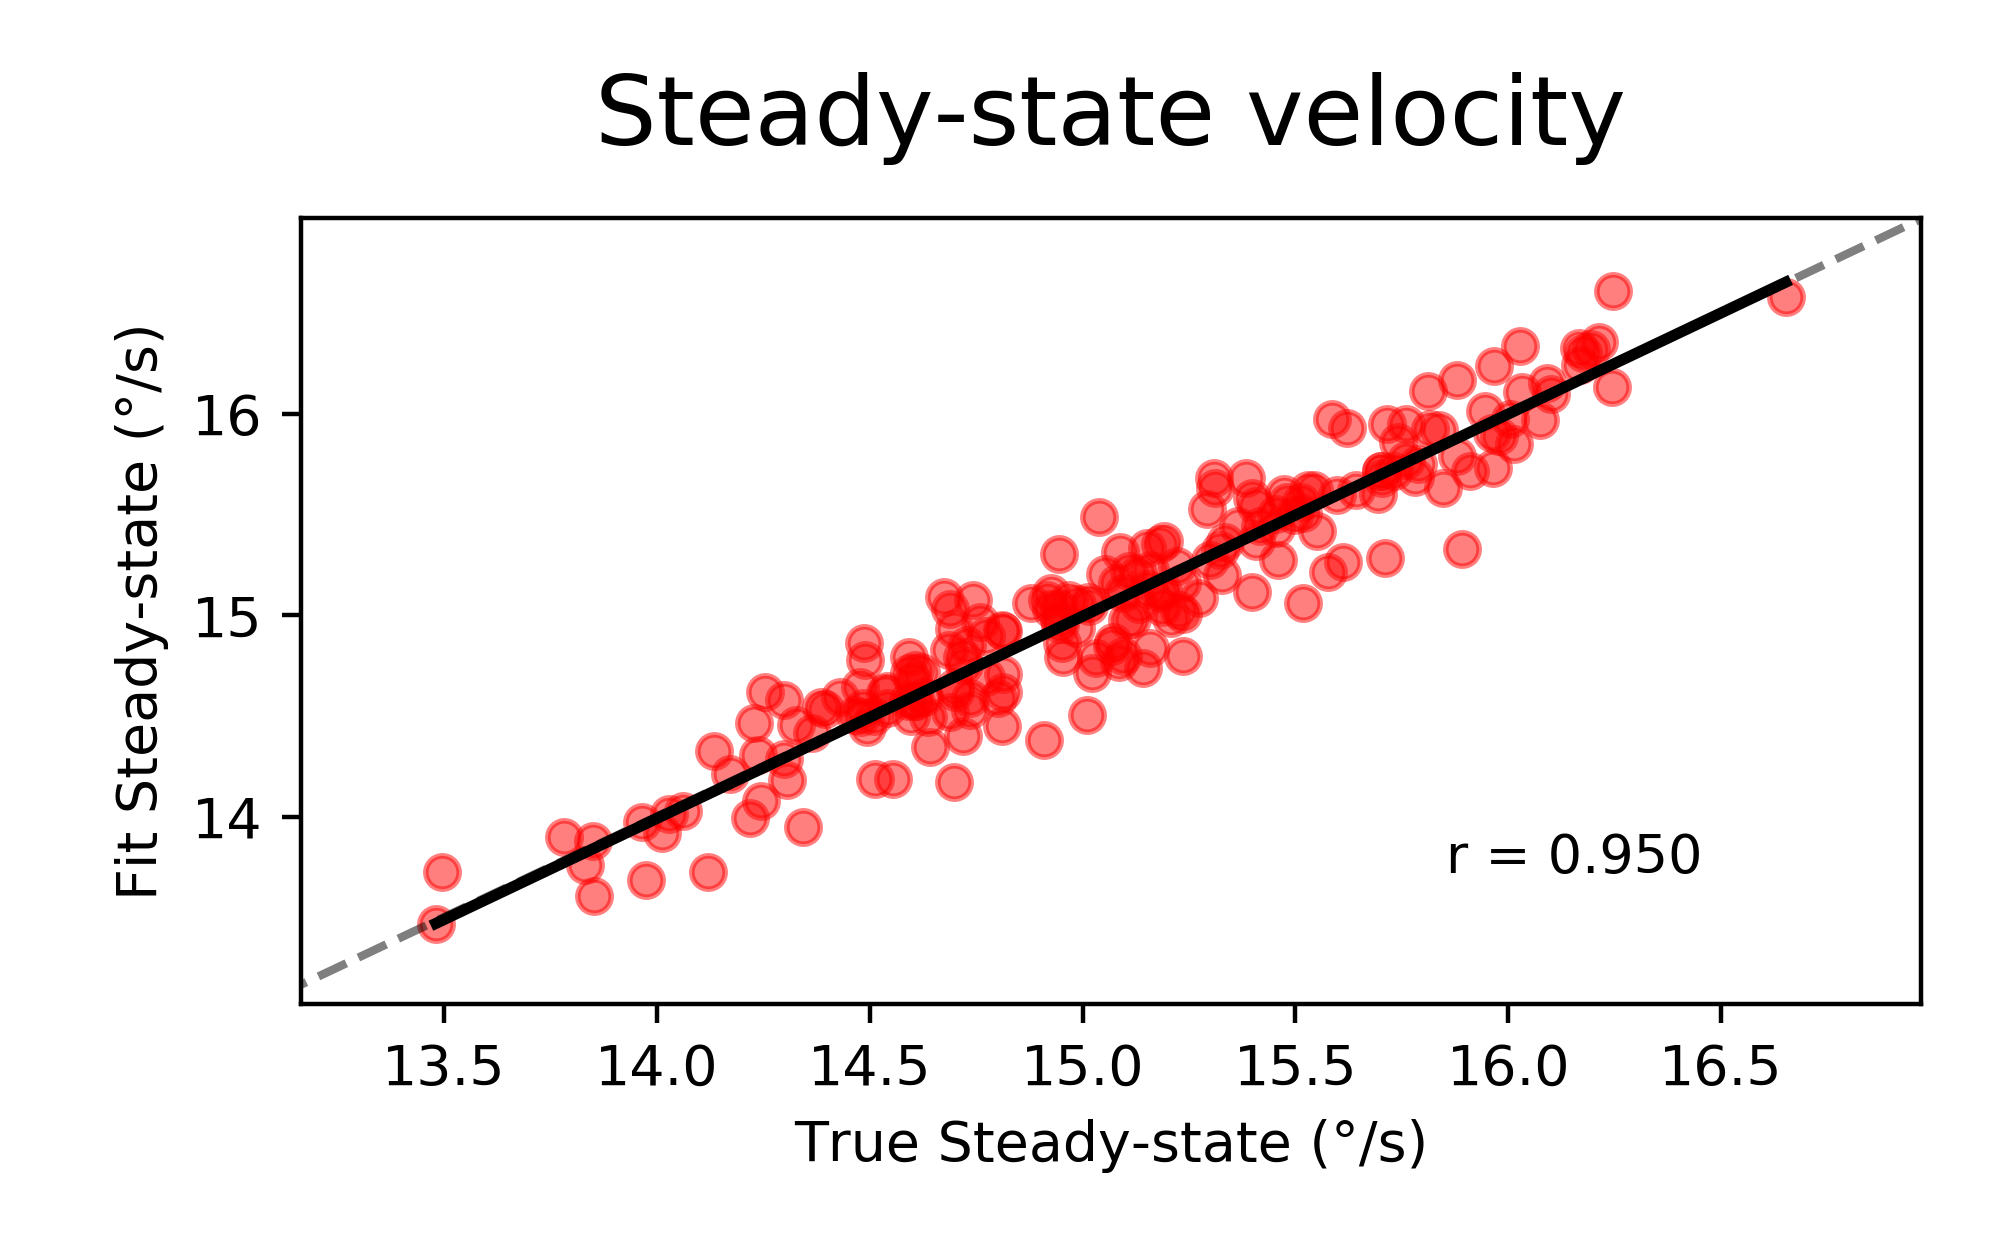 Steady-state velocity
Fit Steady-state (°/s)
16
15
14
r = 0.950
13.5 14.0 14.5 15.0 15.5 16.0 16.5
True Steady-state (°/s)